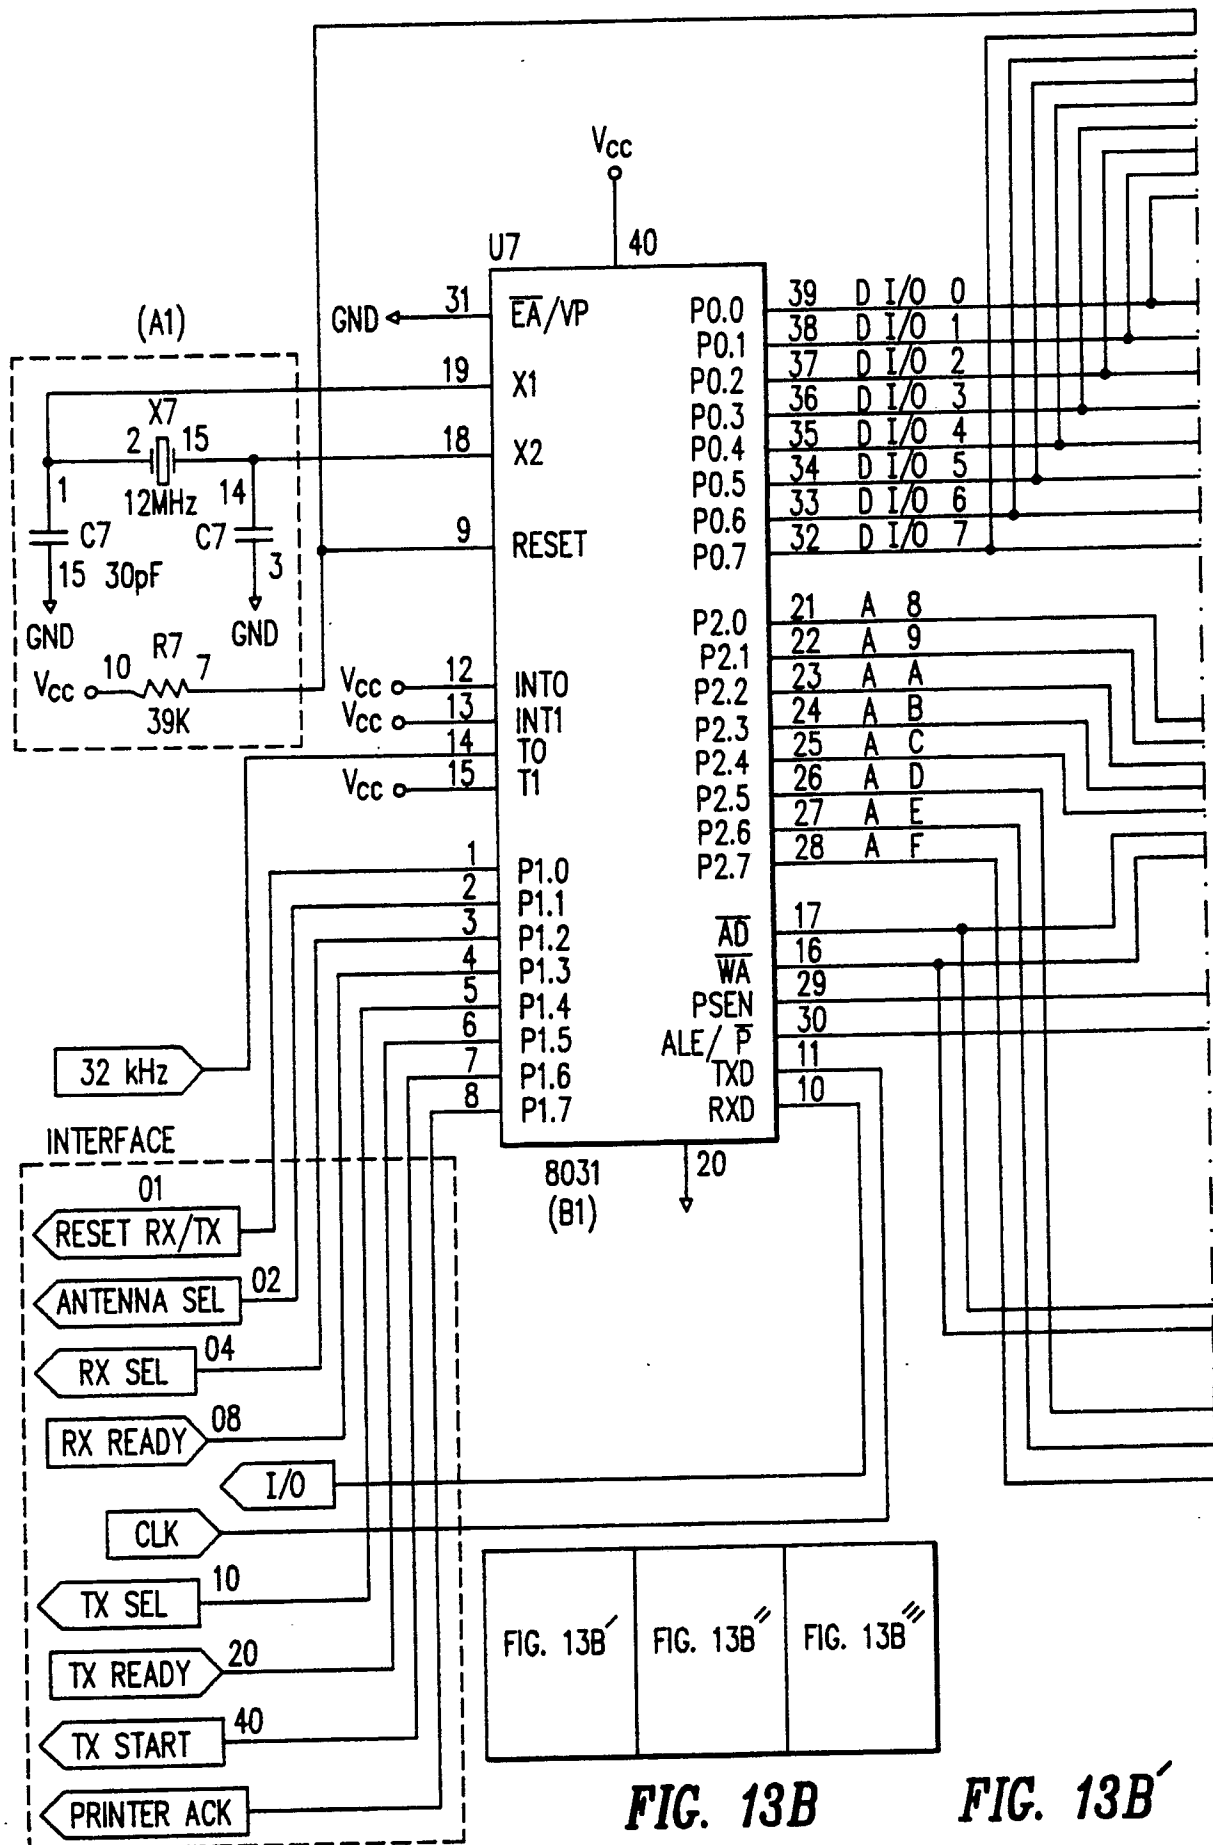 Vcc
U7
40
(A1)
GND
31
EA/VP
P0.0
39
D I/O 0
P0.1
38
D I/O 1
19
X1
P0.2
37
D I/O 2
P0.3
36
D I/O 3
X7
2
15
18
X2
P0.4
35
D I/O 4
P0.5
34
D I/O 5
1
12MHz
14
P0.6
33
D I/O 6
C7
C7
9
RESET
P0.7
32
D I/O 7
15
30pF
3
GND
GND
P2.0
21
A 8
R7
P2.1
22
A 9
Vcc
10
7
39K
Vcc
12
INT0
P2.2
23
A A
Vcc
13
INT1
P2.3
24
A B
14
T0
P2.4
25
A C
Vcc
15
T1
P2.5
26
A D
P2.6
27
A E
P2.7
28
A F
1
P1.0
2
P1.1
3
P1.2
AD
17
4
P1.3
WA
16
5
P1.4
PSEN
29
6
P1.5
ALE/P
30
7
P1.6
TXD
11
8
P1.7
RXD
10
32 kHz
INTERFACE
8031
(B1)
20
01
RESET RX/TX
ANTENNA SEL
02
RX SEL
04
RX READY
08
I/O
CLK
TX SEL
10
TX READY
20
TX START
40
PRINTER ACK
FIG. 13B′
FIG. 13B″
FIG. 13B‴
FIG. 13B
FIG. 13B′